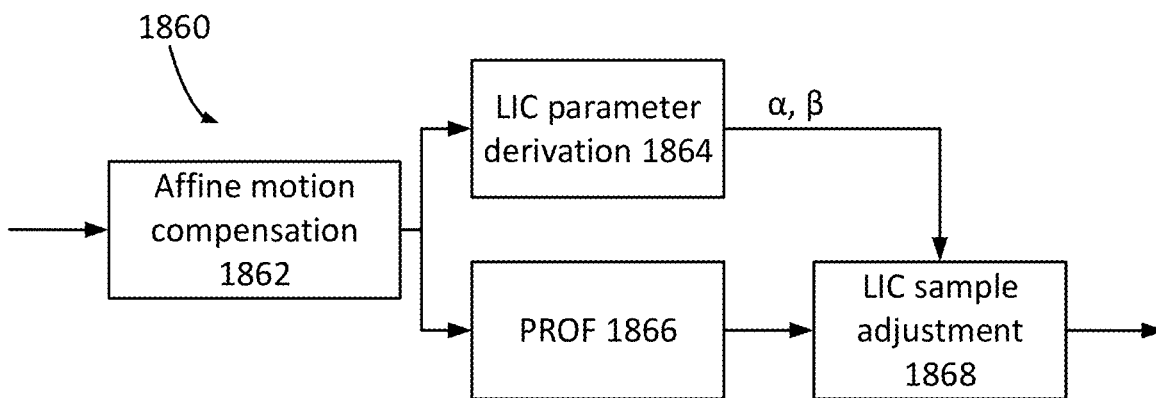 1860
LIC parameter
derivation 1864
α, β
Affine motion
compensation
1862
PROF 1866
LIC sample
adjustment
1868